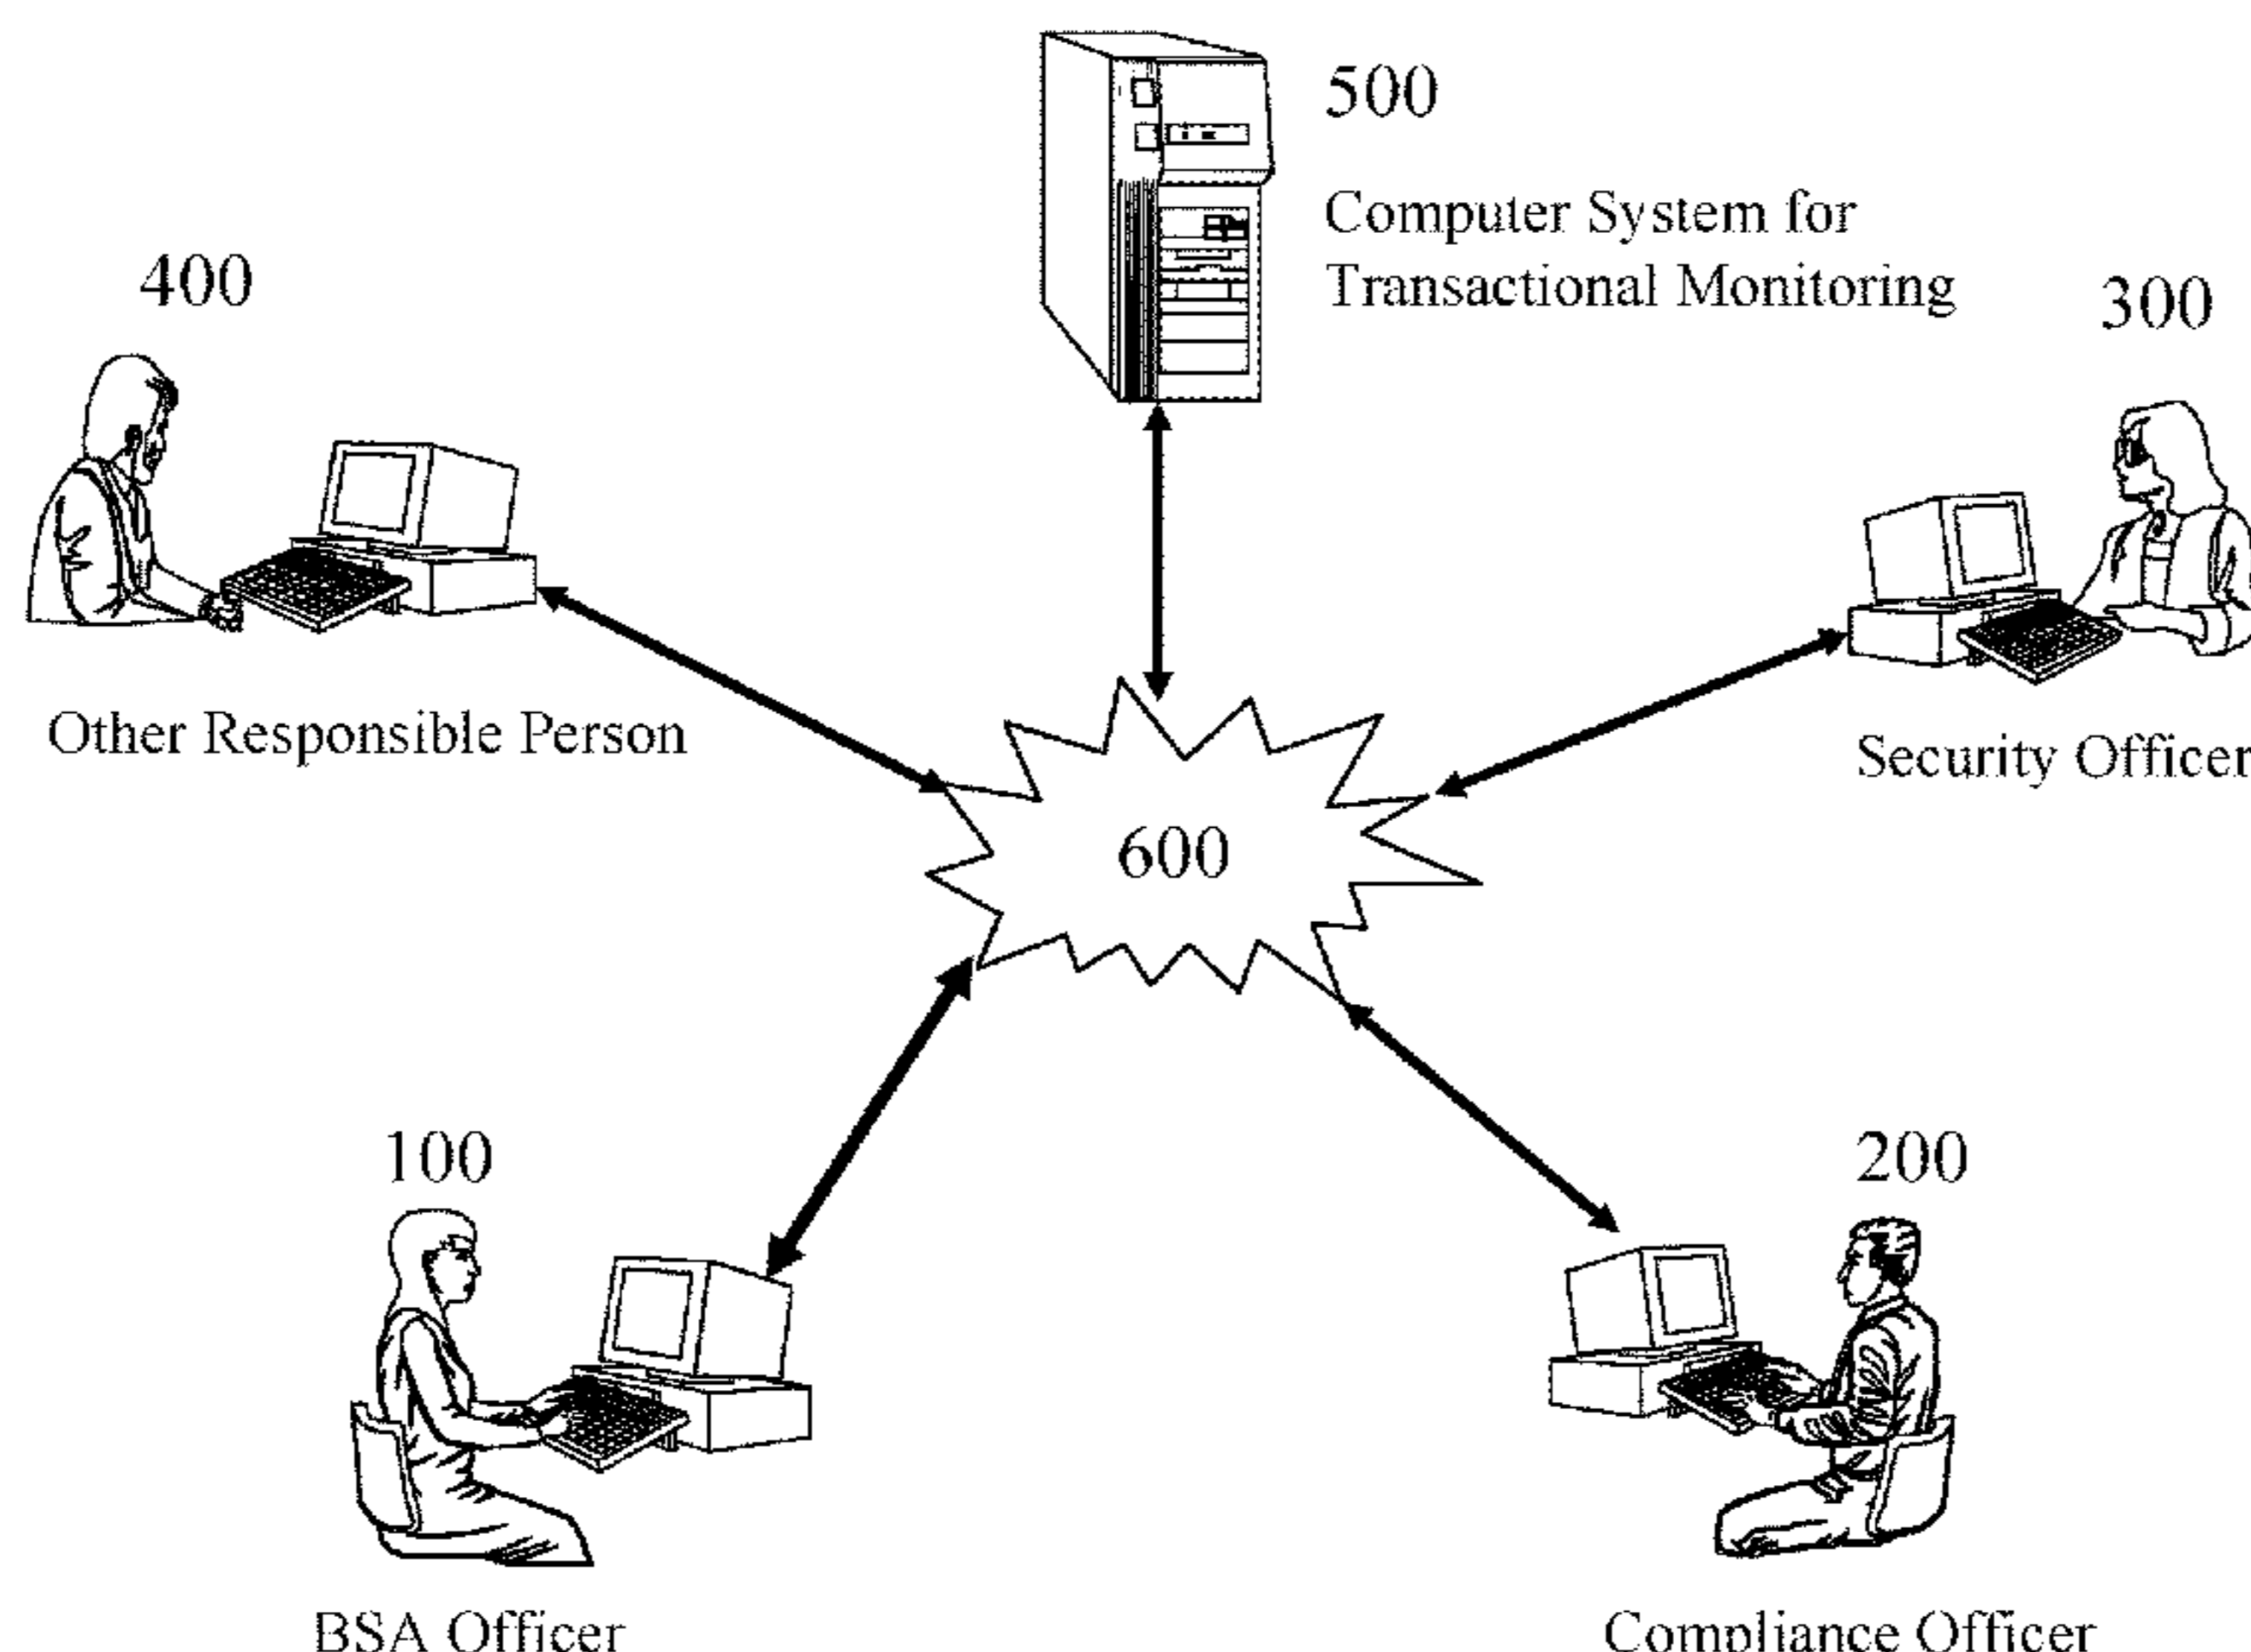 500
Computer System for
Transactional Monitoring
400
300
Other Responsible Person
Security Officer
600
100
200
BSA Officer
Compliance Officer